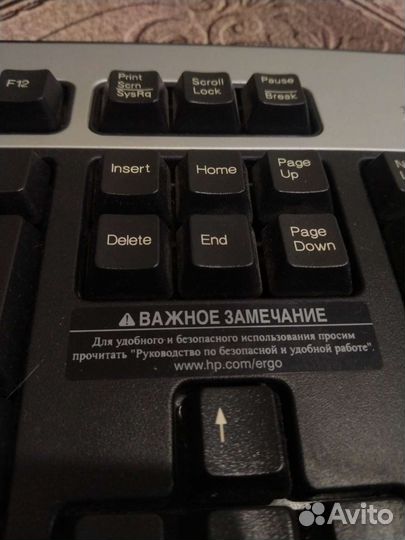 F12
Print
Scrn
SysRq
Scroll
Lock
Pause
Break
Insert
Home
Page
Up
Delete
End
Page
Down
⚠ ВАЖНОЕ ЗАМЕЧАНИЕ
Для удобного и безопасного использования просим
прочитать "Руководство по безопасной и удобной работе".
www.hp.com/ergo
↑
Avito